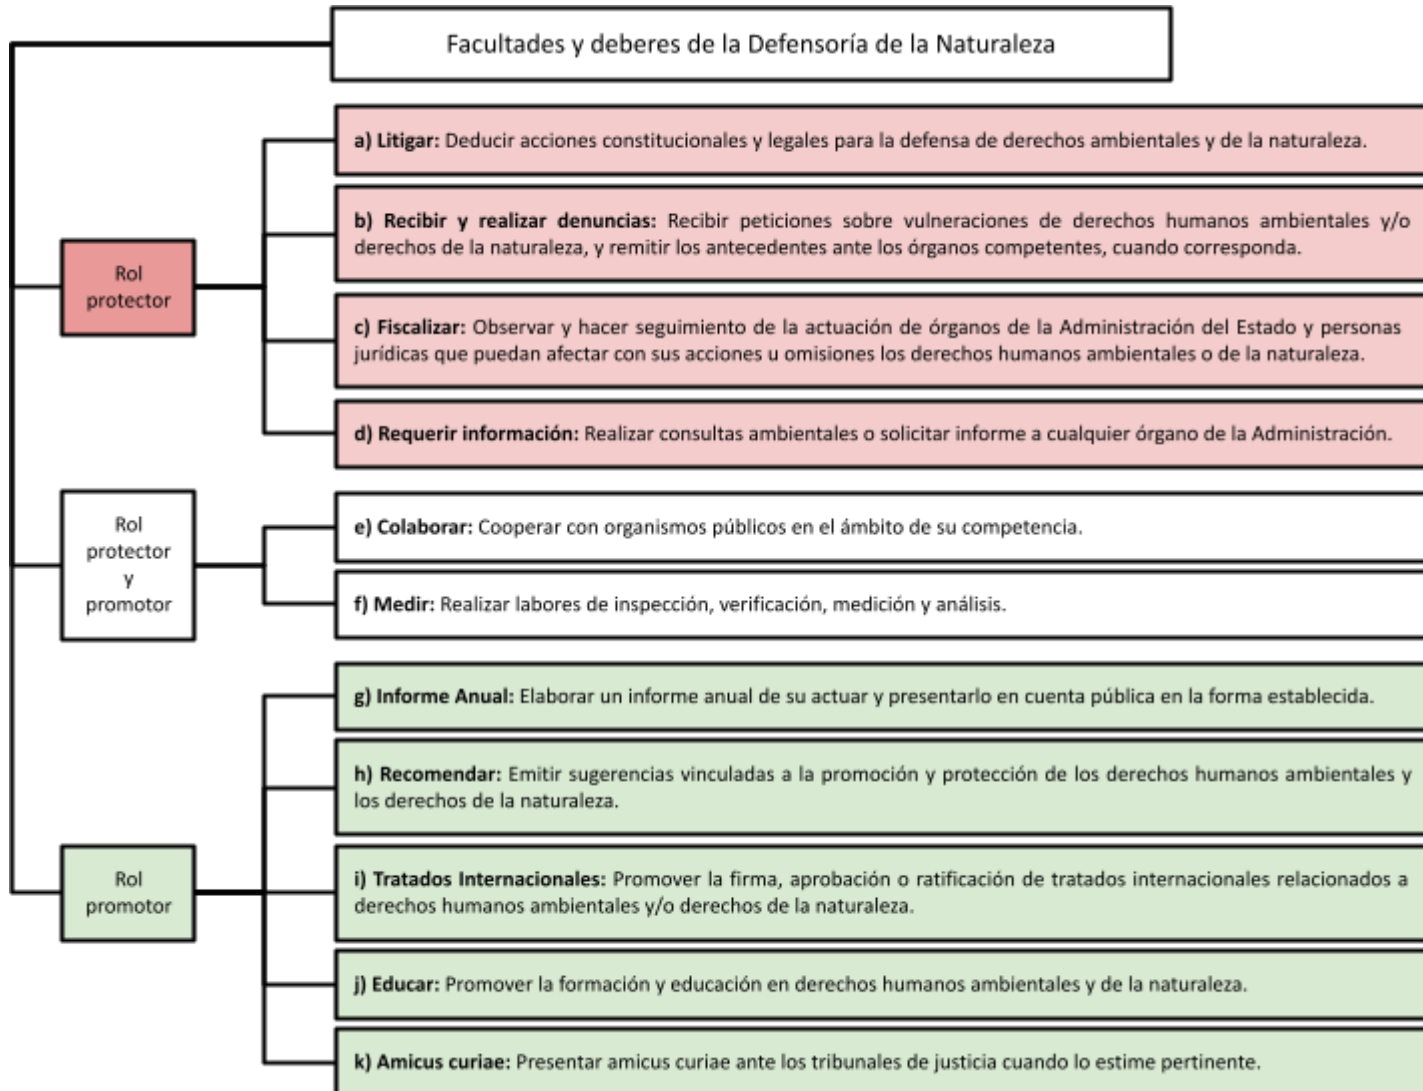 Facultades y deberes de la Defensoría de la Naturaleza
a) Litigar: Deducir acciones constitucionales y legales para la defensa de derechos ambientales y de la naturaleza.
b) Recibir y realizar denuncias: Recibir peticiones sobre vulneraciones de derechos humanos ambientales y/o
derechos de la naturaleza, y remitir los antecedentes ante los órganos competentes, cuando corresponda.
Rol
protector
c) Fiscalizar: Observar y hacer seguimiento de la actuación de órganos de la Administración del Estado y personas
jurídicas que puedan afectar con sus acciones u omisiones los derechos humanos ambientales o de la naturaleza.
d) Requerir información: Realizar consultas ambientales o solicitar informe a cualquier órgano de la Administración.
Rol
protector
y
promotor
e) Colaborar: Cooperar con organismos públicos en el ámbito de su competencia.
f) Medir: Realizar labores de inspección, verificación, medición y análisis.
g) Informe Anual: Elaborar un informe anual de su actuar y presentarlo en cuenta pública en la forma establecida.
h) Recomendar: Emitir sugerencias vinculadas a la promoción y protección de los derechos humanos ambientales y
los derechos de la naturaleza.
Rol
promotor
i) Tratados Internacionales: Promover la firma, aprobación o ratificación de tratados internacionales relacionados a
derechos humanos ambientales y/o derechos de la naturaleza.
j) Educar: Promover la formación y educación en derechos humanos ambientales y de la naturaleza.
k) Amicus curiae: Presentar amicus curiae ante los tribunales de justicia cuando lo estime pertinente.